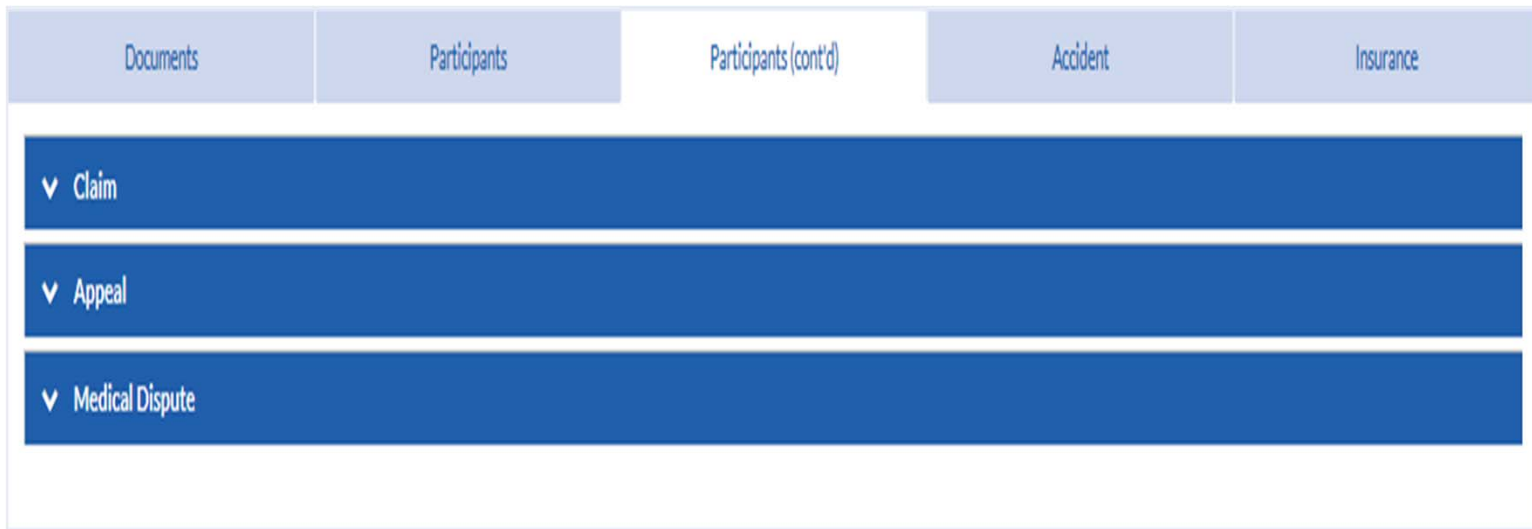 Documents
Participants
Participants (cont'd)
Accident
Insurance
Claim
Appeal
Medical Dispute